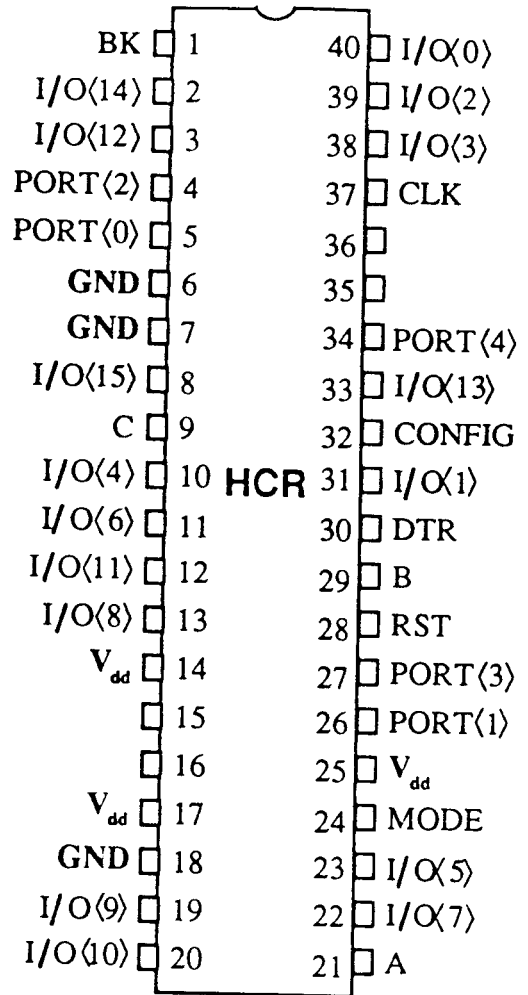 BK 1 40 I/O⟨0⟩
I/O⟨14⟩ 2 39 I/O⟨2⟩
I/O⟨12⟩ 3 38 I/O⟨3⟩
PORT⟨2⟩ 4 37 CLK
PORT⟨0⟩ 5 36
GND 6 35
GND 7 34 PORT⟨4⟩
I/O⟨15⟩ 8 33 I/O⟨13⟩
C 9 32 CONFIG
I/O⟨4⟩ 10 HCR 31 I/O⟨1⟩
I/O⟨6⟩ 11 30 DTR
I/O⟨11⟩ 12 29 B
I/O⟨8⟩ 13 28 RST
Vdd 14 27 PORT⟨3⟩
15 26 PORT⟨1⟩
16 25 Vdd
Vdd 17 24 MODE
GND 18 23 I/O⟨5⟩
I/O⟨9⟩ 19 22 I/O⟨7⟩
I/O⟨10⟩ 20 21 A